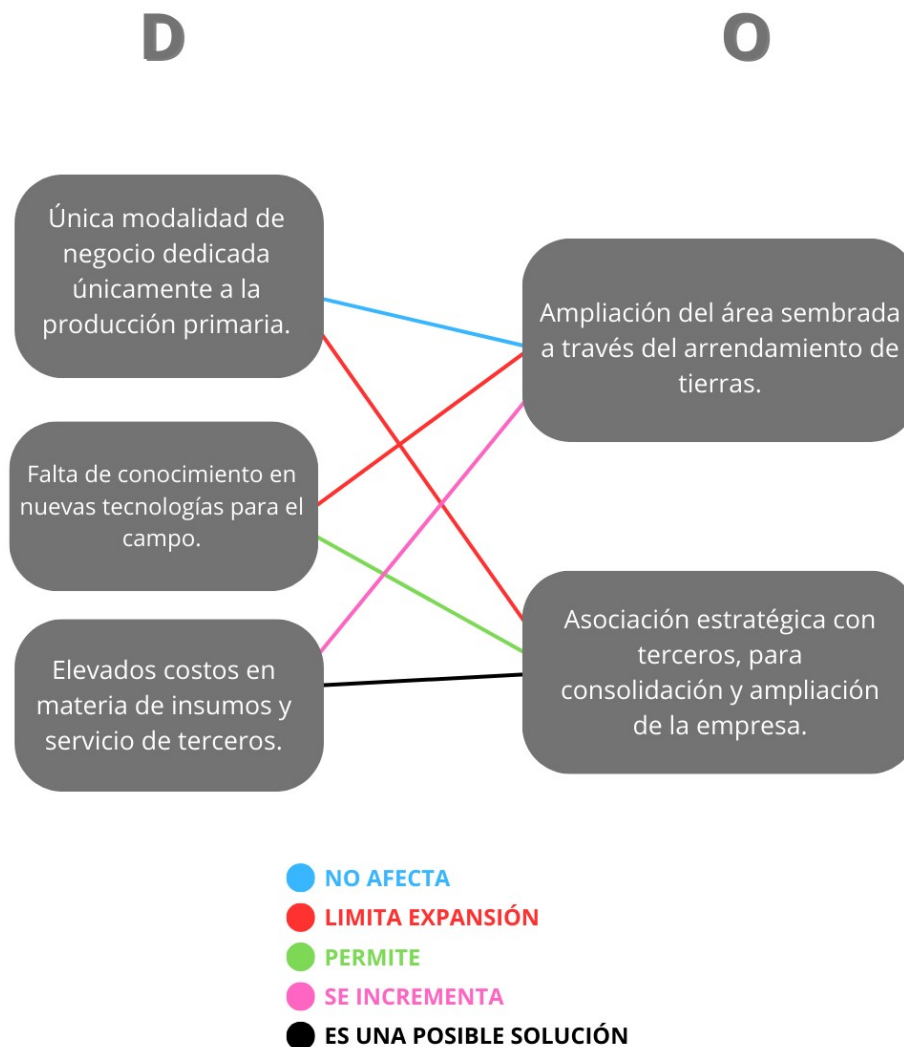 D
O
Única modalidad de
negocio dedicada
únicamente a la
producción primaria.
Falta de conocimiento en
nuevas tecnologías para el
campo.
Elevados costos en
materia de insumos y
servicio de terceros.
Ampliación del área sembrada
a través del arrendamiento de
tierras.
Asociación estratégica con
terceros, para
consolidación y ampliación
de la empresa.
NO AFECTA
LIMITA EXPANSIÓN
PERMITE
SE INCREMENTA
ES UNA POSIBLE SOLUCIÓN